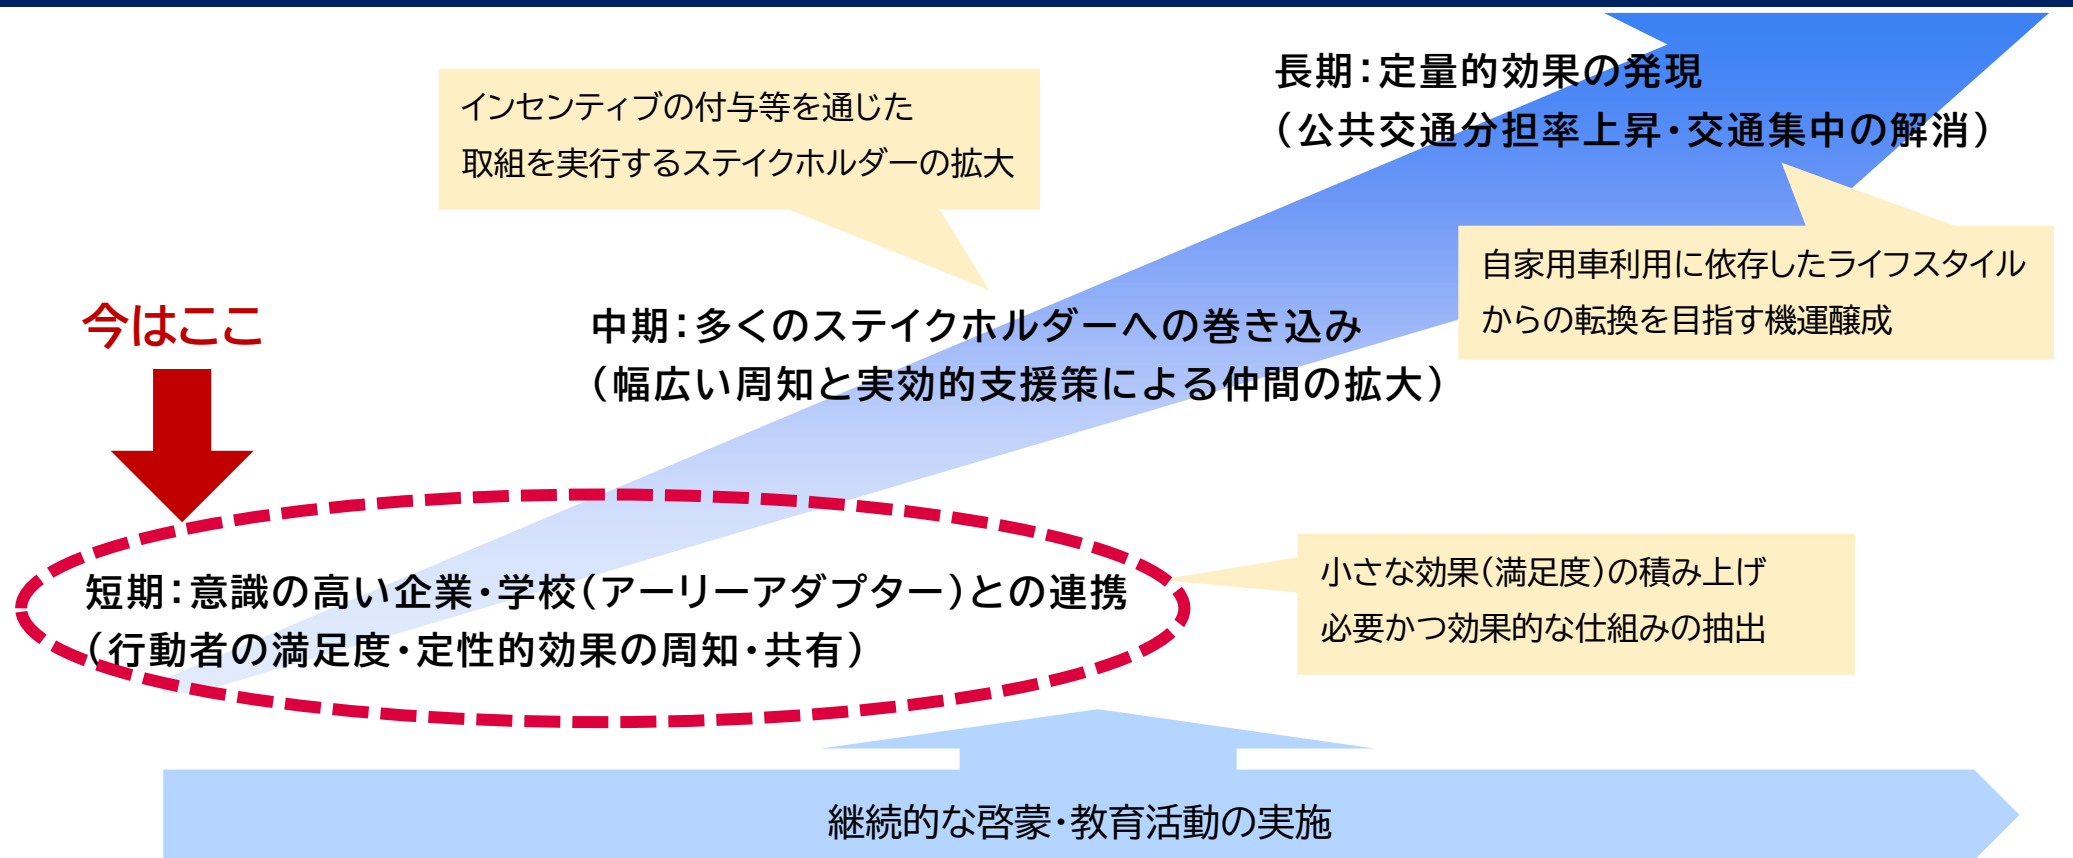 長期：定量的効果の発現
（公共交通分担率上昇・交通集中の解消）
インセンティブの付与等を通じた
取組を実行するステイクホルダーの拡大
自家用車利用に依存したライフスタイル
からの転換を目指す機運醸成
今はここ
中期：多くのステイクホルダーへの巻き込み
（幅広い周知と実効的支援策による仲間の拡大）
短期：意識の高い企業・学校（アーリーアダプター）との連携
（行動者の満足度・定性的効果の周知・共有）
小さな効果（満足度）の積み上げ
必要かつ効果的な仕組みの抽出
継続的な啓蒙・教育活動の実施